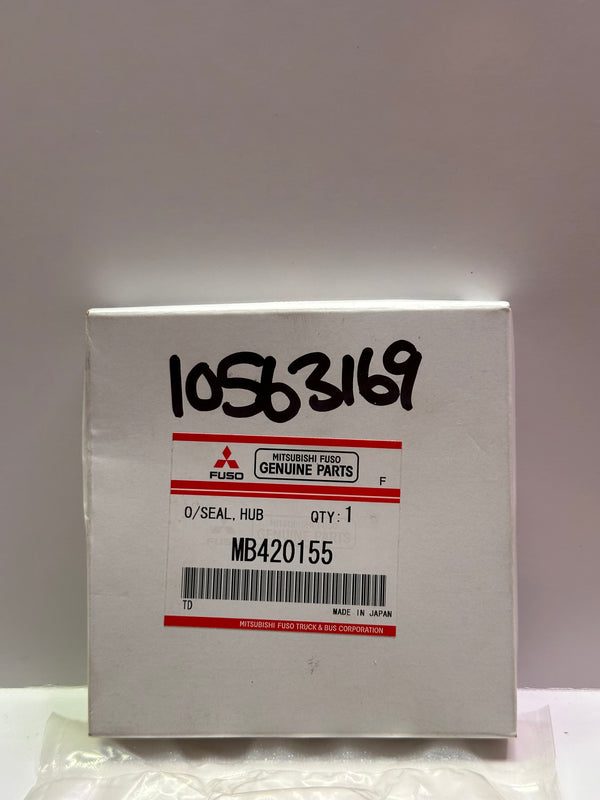 10563169
MITSUBISHI FUSO
GENUINE PARTS
FUSO
F
O/SEAL, HUB QTY: 1
MB420155
TD
MADE IN JAPAN
MITSUBISHI FUSO TRUCK & BUS CORPORATION